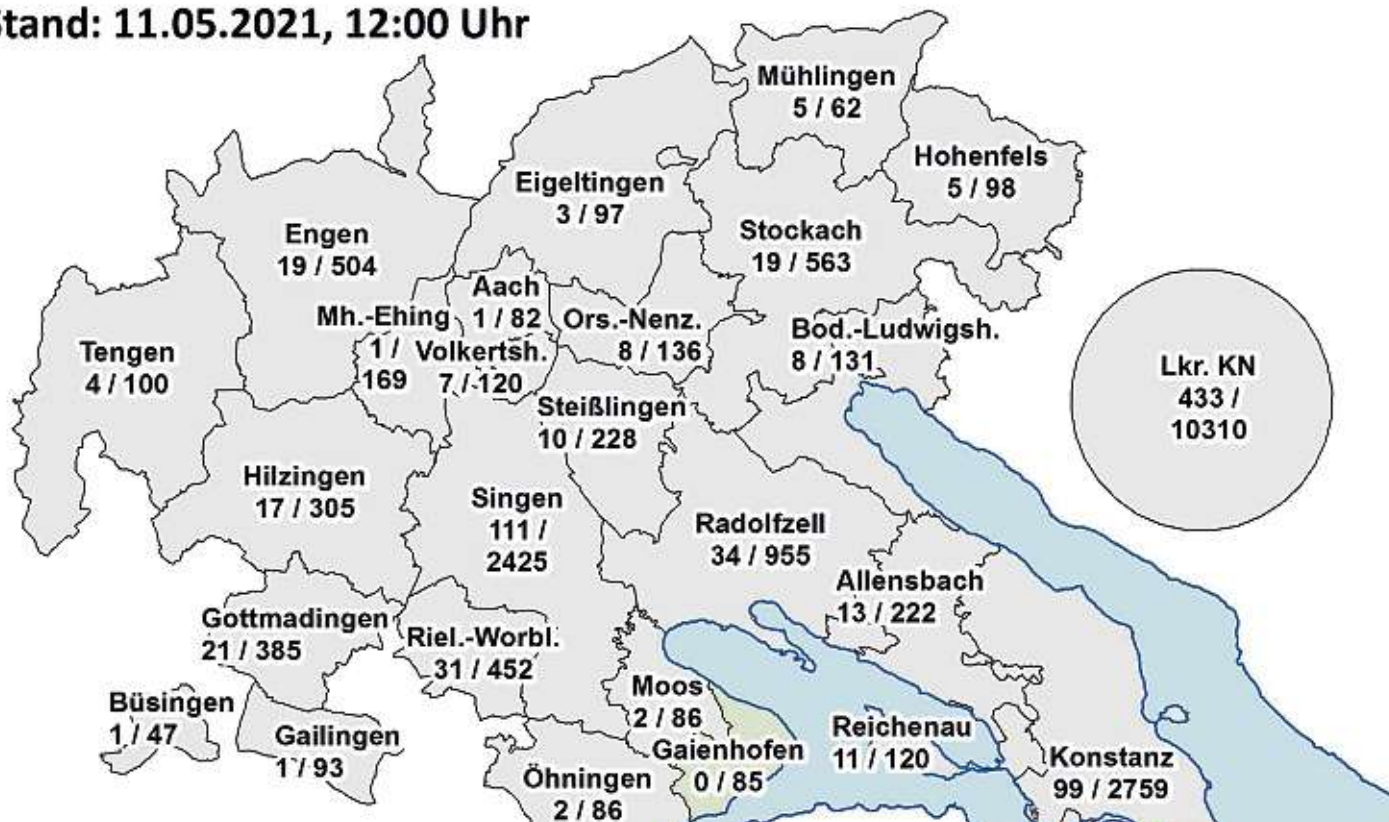 Stand: 11.05.2021, 12:00 Uhr
Mühlingen
5 / 62
Hohenfels
5 / 98
Eigeltingen
3 / 97
Stockach
19 / 563
Engen
19 / 504
Aach
1 / 82
Mh.-Ehing
1 /
169
Ors.-Nenz.
8 / 136
Bod.-Ludwigsh.
8 / 131
Tengen
4 / 100
Volkertsh.
7 / 120
Lkr. KN
433 /
10310
Steißlingen
10 / 228
Hilzingen
17 / 305
Singen
111 /
2425
Radolfzell
34 / 955
Allensbach
13 / 222
Gottmadingen
21 / 385
Riel.-Worbl.
31 / 452
Büsingen
1 / 47
Gailingen
1 / 93
Moos
2 / 86
Gaienhofen
0 / 85
Reichenau
11 / 120
Konstanz
99 / 2759
Öhningen
2 / 86